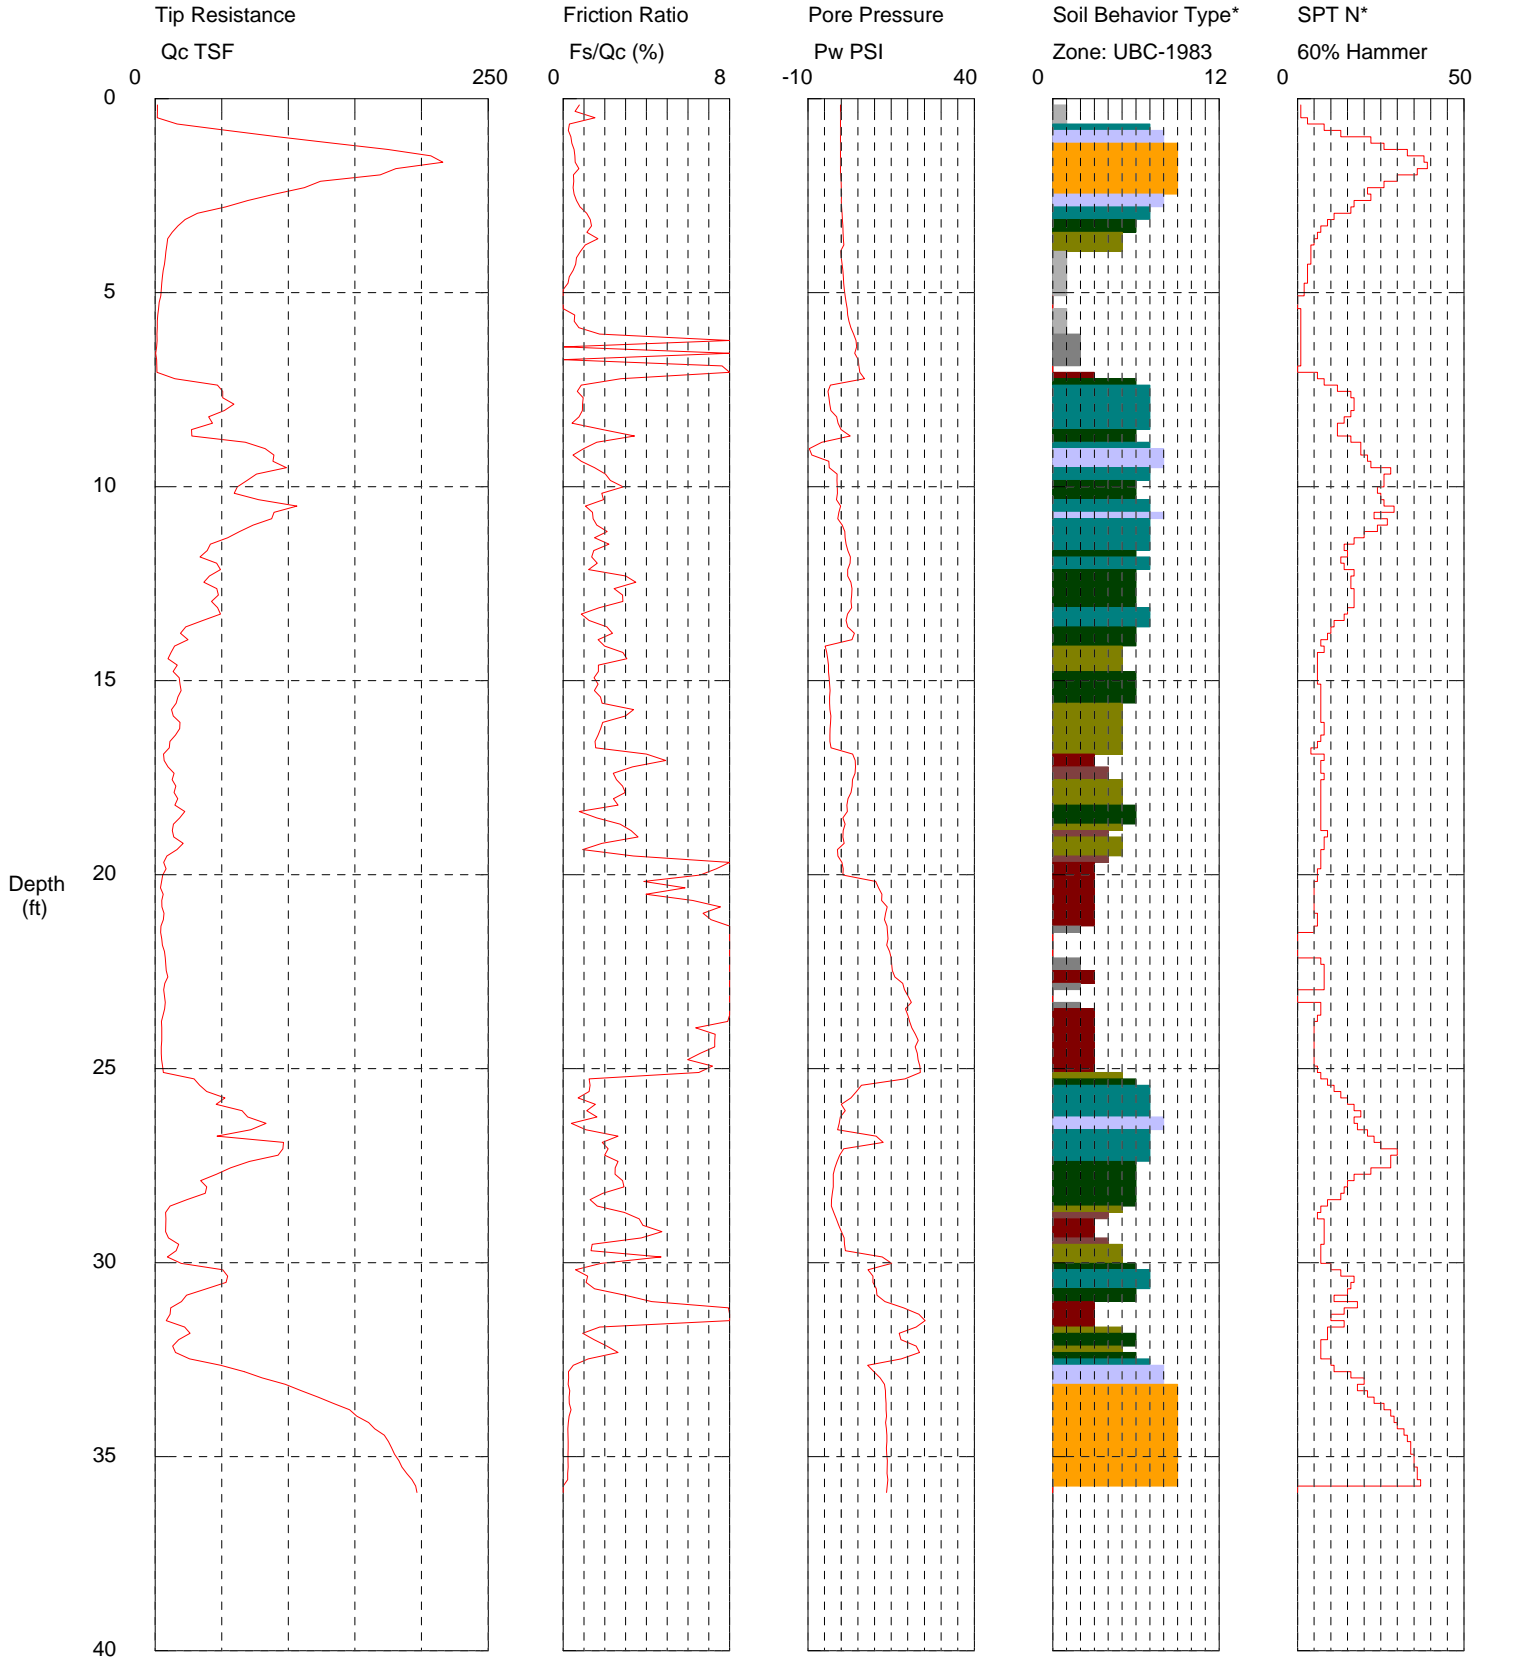 Tip Resistance Friction Ratio Pore Pressure Soil Behavior Type* SPT N*
Qc TSF Fs/Qc (%) Pw PSI Zone: UBC-1983 60% Hammer
0 250 0 8 -10 40 0 12 0 50
0
5
10
15
20
Depth
(ft)
25
30
35
40